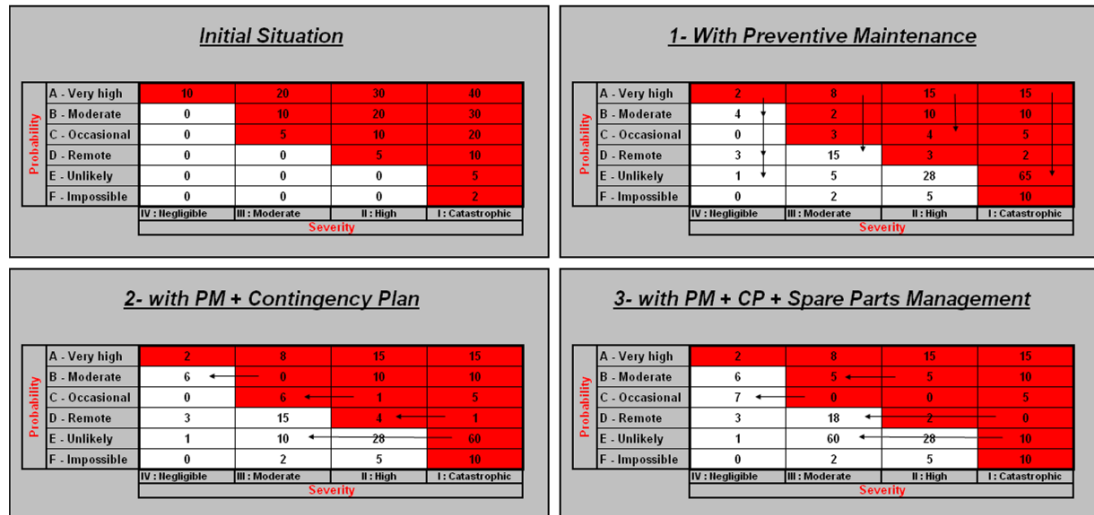 Initial Situation
Probability
A - Very high 10 20 30 40
B - Moderate 0 10 20 30
C - Occasional 0 5 10 20
D - Remote 0 0 5 10
E - Unlikely 0 0 0 5
F - Impossible 0 0 0 2
IV : Negligible III : Moderate II : High I : Catastrophic
Severity
1- With Preventive Maintenance
Probability
A - Very high 2 8 15 15
B - Moderate 4 2 10 10
C - Occasional 0 3 4 5
D - Remote 3 15 3 2
E - Unlikely 1 5 28 65
F - Impossible 0 2 5 10
IV : Negligible III : Moderate II : High I : Catastrophic
Severity
2- with PM + Contingency Plan
Probability
A - Very high 2 8 15 15
B - Moderate 6 0 10 10
C - Occasional 0 6 1 5
D - Remote 3 15 4 1
E - Unlikely 1 10 28 60
F - Impossible 0 2 5 10
IV : Negligible III : Moderate II : High I : Catastrophic
Severity
3- with PM + CP + Spare Parts Management
Probability
A - Very high 2 8 15 15
B - Moderate 6 5 5 10
C - Occasional 7 0 0 5
D - Remote 3 18 2 0
E - Unlikely 1 60 28 10
F - Impossible 0 2 5 10
IV : Negligible III : Moderate II : High I : Catastrophic
Severity